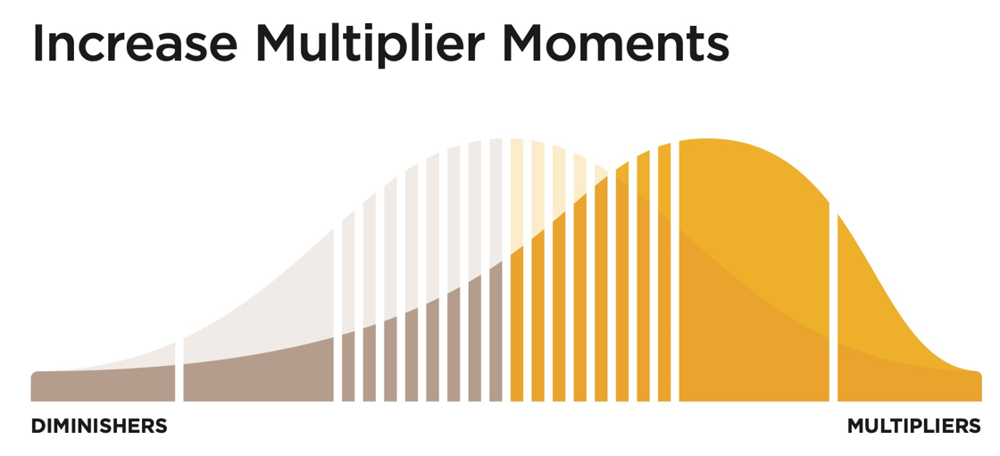 Increase Multiplier Moments
DIMINISHERS
MULTIPLIERS